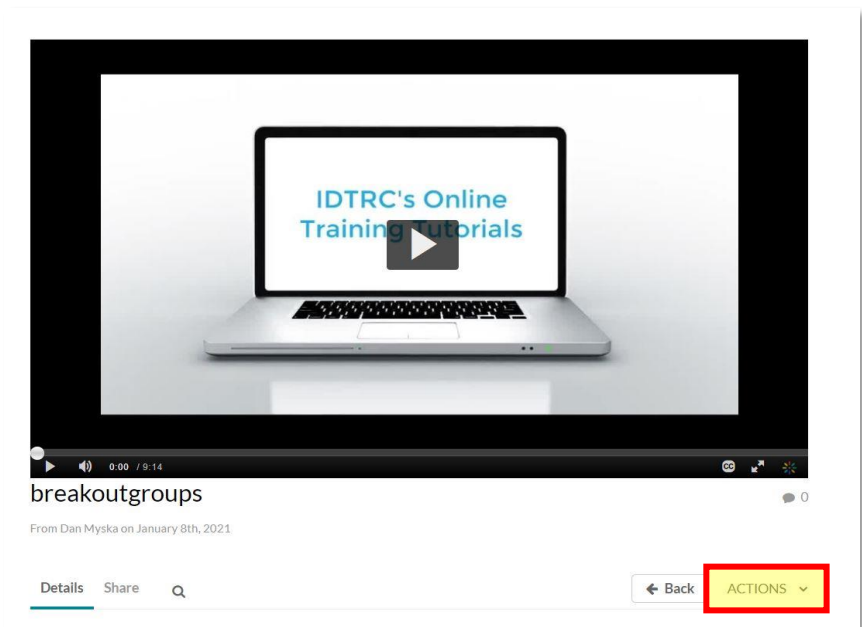 IDTRC's Online
Training Tutorials
0:00 / 9:14
CC
breakoutgroups
0
From Dan Myska on January 8th, 2021
Details Share Back ACTIONS